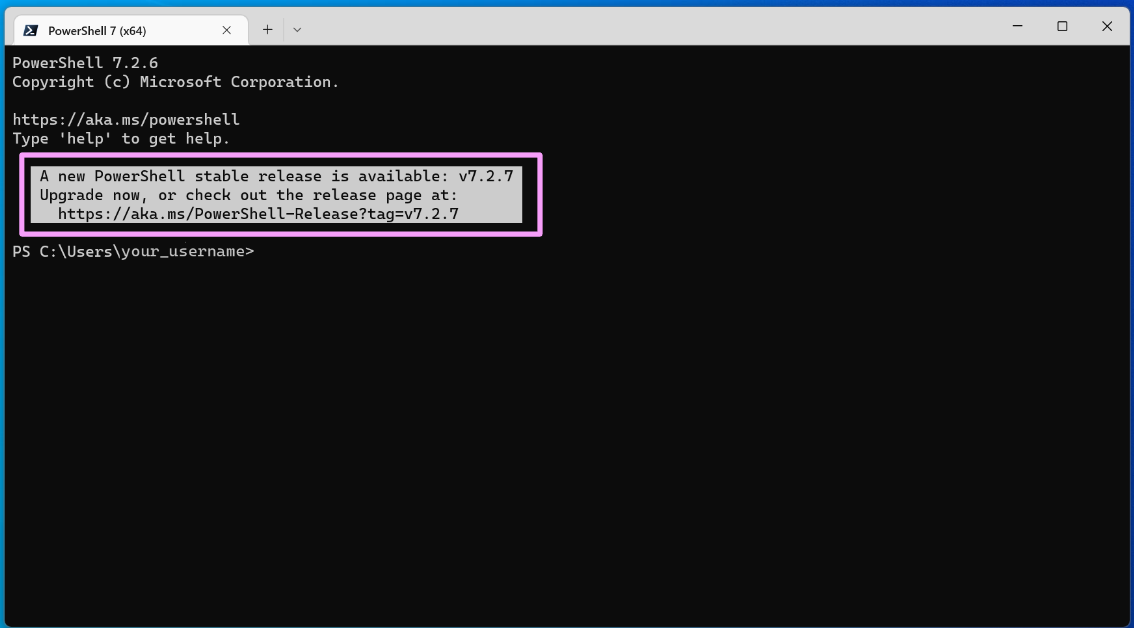 PowerShell 7 (x64)
PowerShell 7.2.6
Copyright (c) Microsoft Corporation.
https://aka.ms/powershell
Type 'help' to get help.
A new PowerShell stable release is available: v7.2.7
Upgrade now, or check out the release page at:
https://aka.ms/PowerShell-Release?tag=v7.2.7
PS C:\Users\your_username>